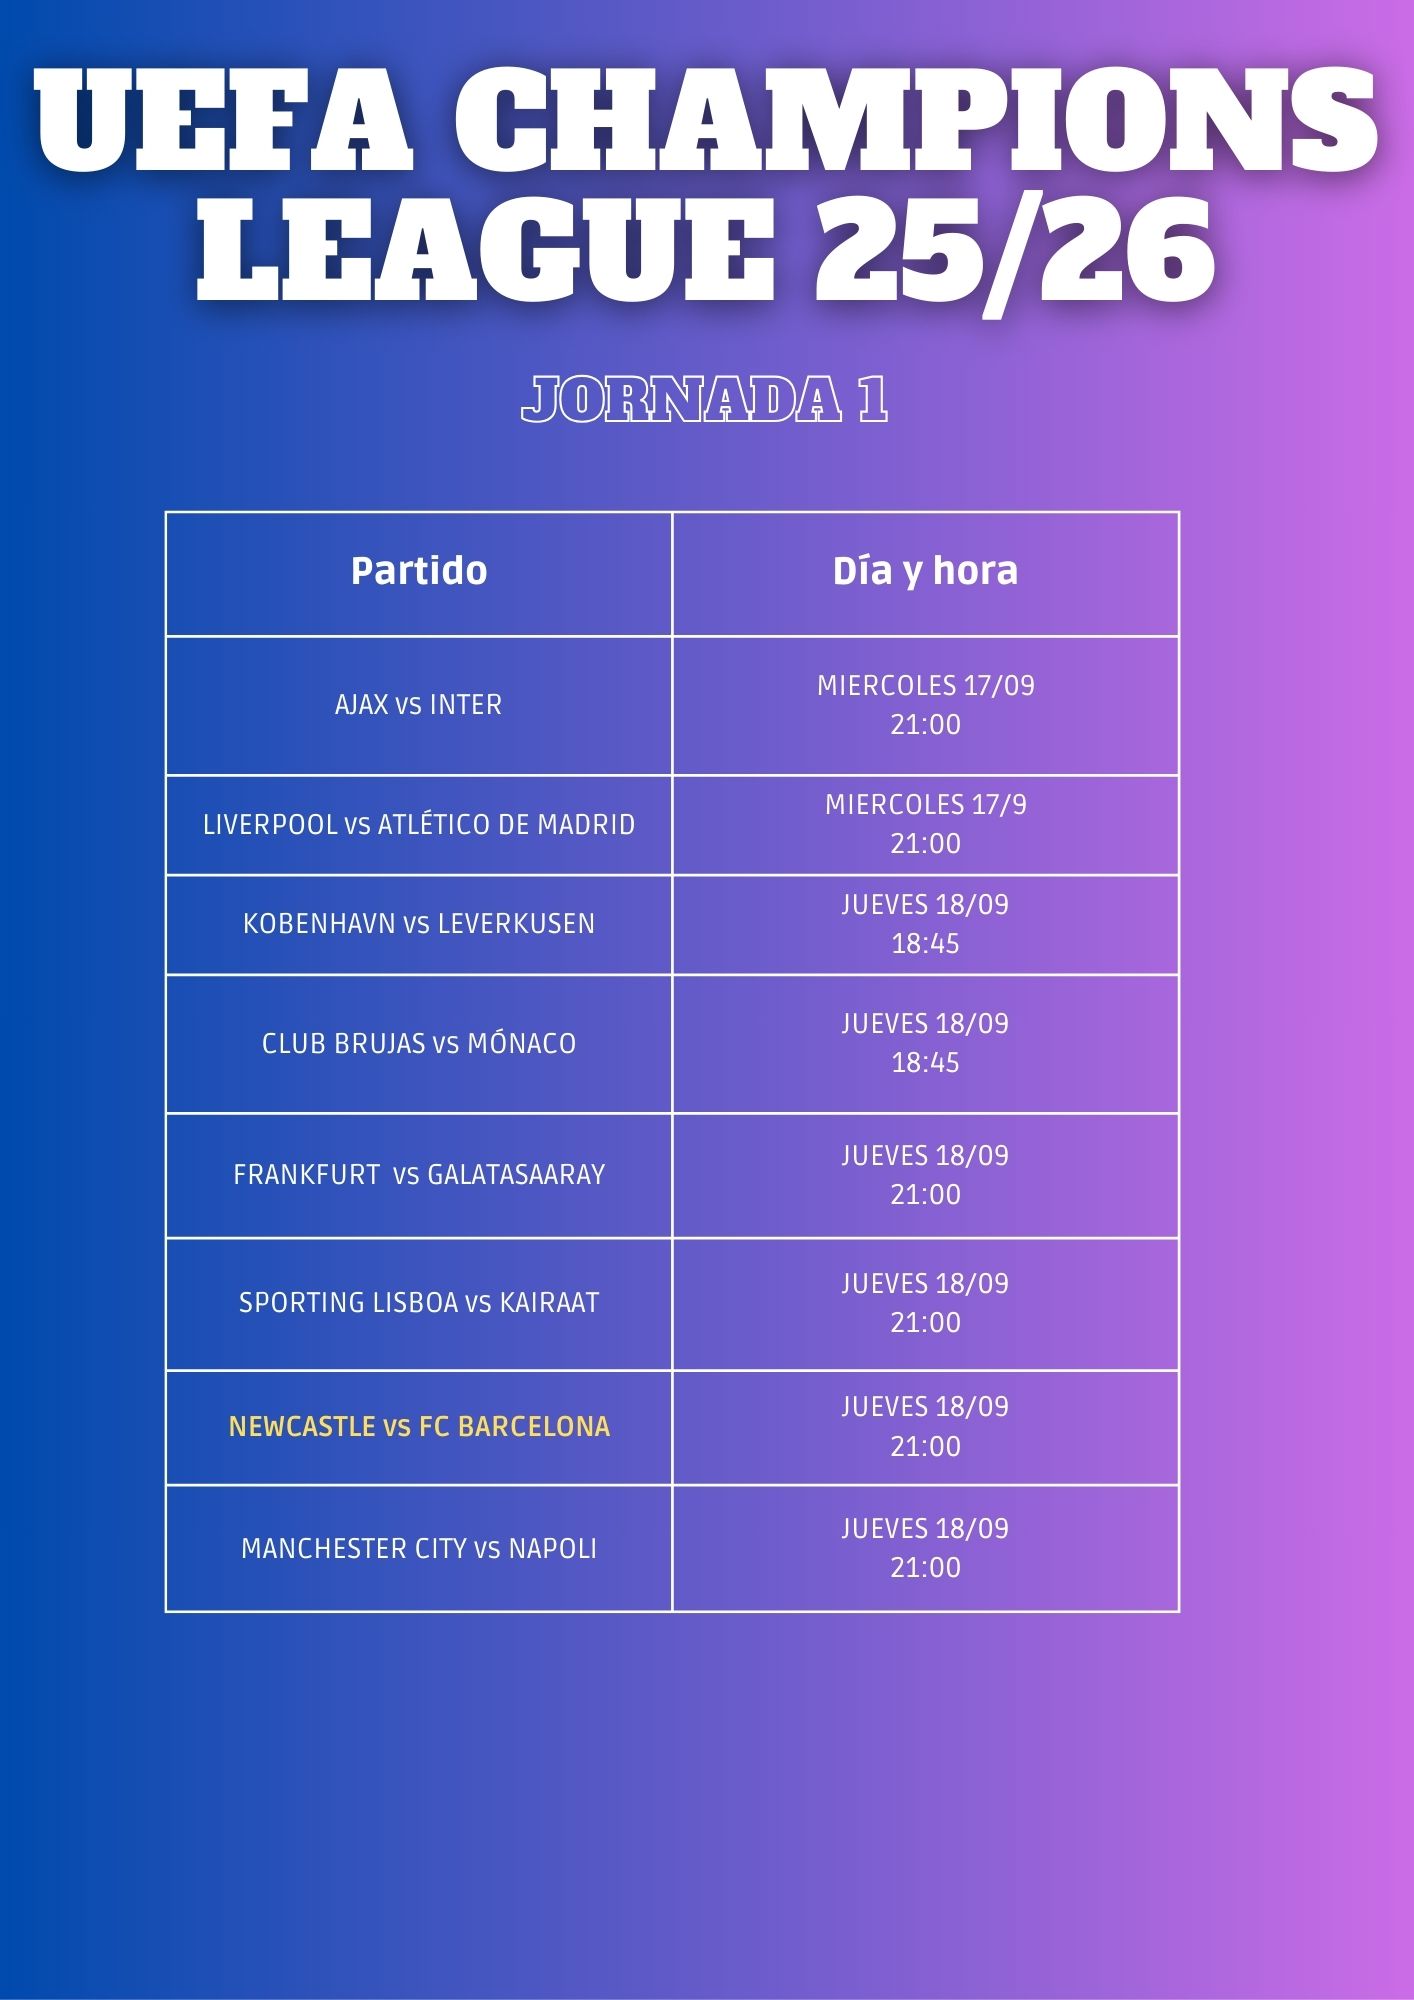 UEFA CHAMPIONS
LEAGUE 25/26
JORNADA 1
Partido
Día y hora
AJAX vs INTER
MIERCOLES 17/09
21:00
LIVERPOOL vs ATLÉTICO DE MADRID
MIERCOLES 17/9
21:00
KOBENHAVN vs LEVERKUSEN
JUEVES 18/09
18:45
CLUB BRUJAS vs MÓNACO
JUEVES 18/09
18:45
FRANKFURT vs GALATASAARAY
JUEVES 18/09
21:00
SPORTING LISBOA vs KAIRAAT
JUEVES 18/09
21:00
NEWCASTLE vs FC BARCELONA
JUEVES 18/09
21:00
MANCHESTER CITY vs NAPOLI
JUEVES 18/09
21:00